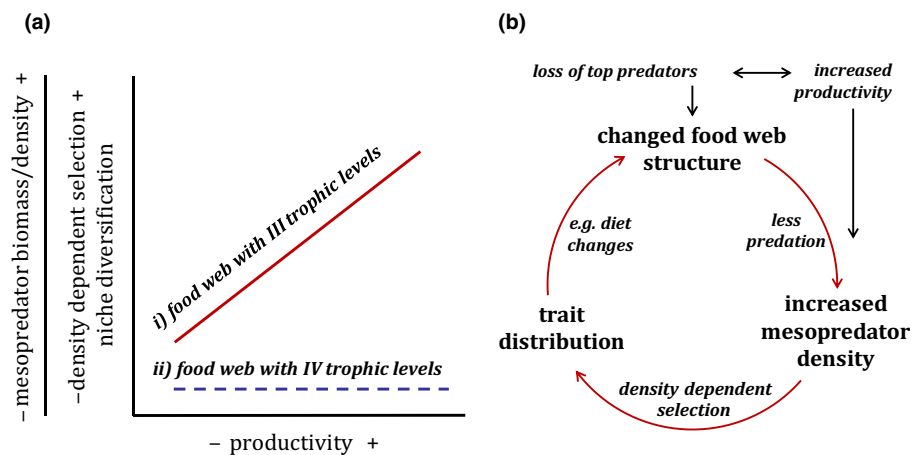 (a)
− mesopredator biomass/density +
−density dependent selection +
niche diversification
i) food web with III trophic levels
ii) food web with IV trophic levels
− productivity +
(b)
loss of top predators
increased
productivity
changed food web
structure
e.g. diet
changes
less
predation
trait
distribution
increased
mesopredator
density
density dependent
selection